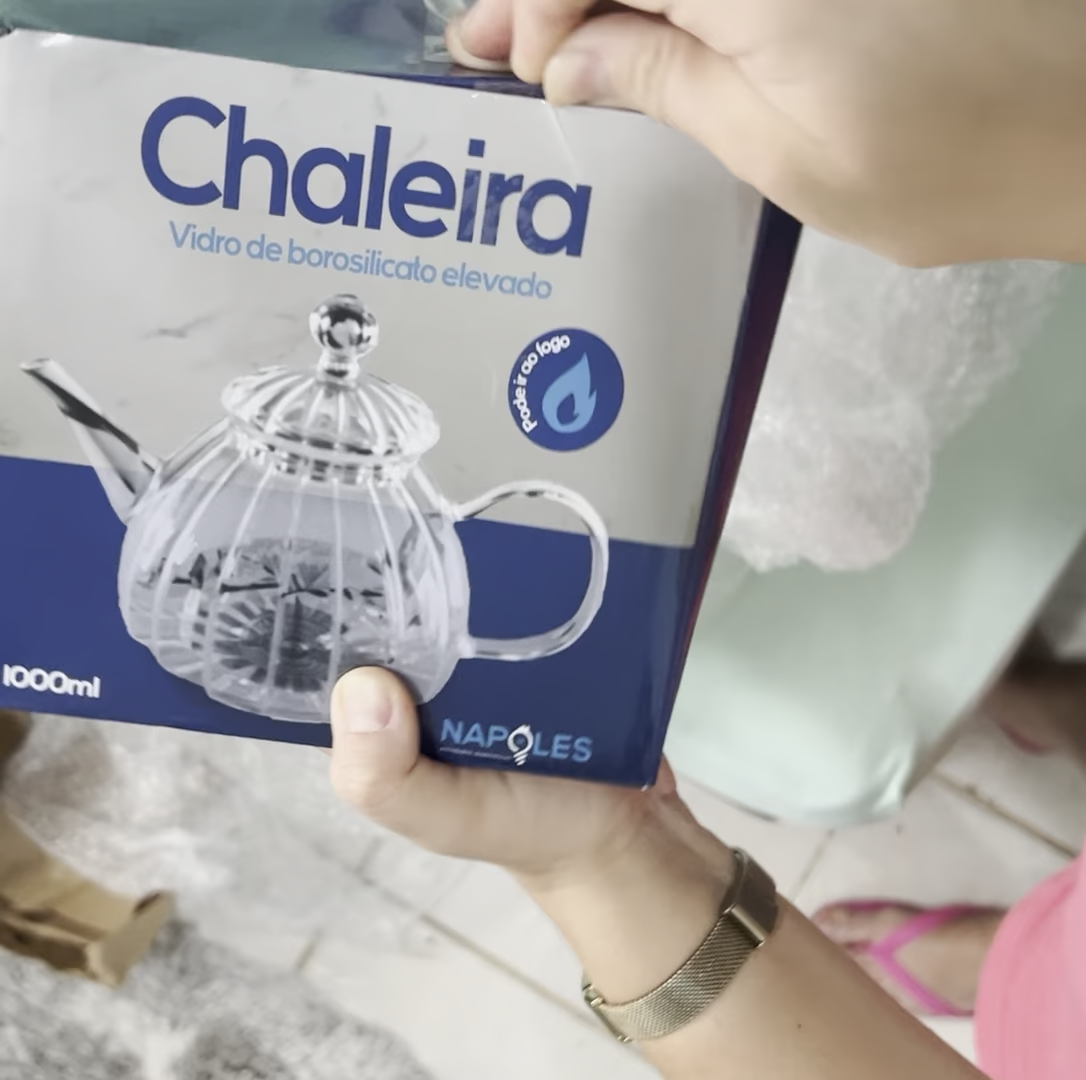 Chaleira
Vidro de borosilicato elevado
Pode ir ao fogo
1000ml
NAPOLES